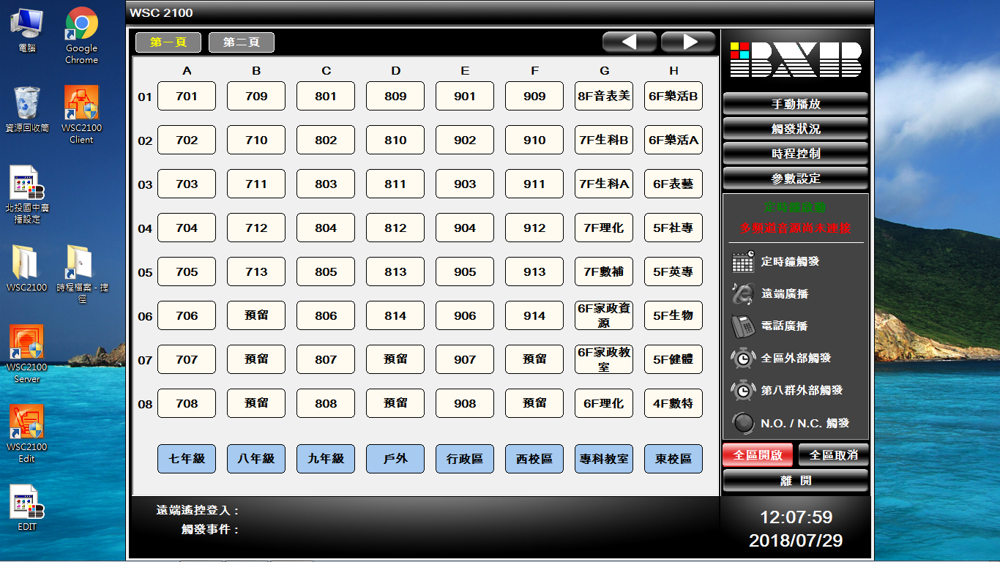 電腦
Google
Chrome
資源回收筒
WSC2100
Client
北投國中廣
播設定
WSC2100
時程檔案 - 捷
徑
WSC2100
Server
WSC2100
Edit
EDIT
WSC 2100
第一頁 第二頁
A B C D E F G H
01 701 709 801 809 901 909 8F音表美 6F樂活B
02 702 710 802 810 902 910 7F生科B 6F樂活A
03 703 711 803 811 903 911 7F生科A 6F表藝
04 704 712 804 812 904 912 7F理化 5F社專
05 705 713 805 813 905 913 7F數補 5F英專
06 706 預留 806 814 906 914 6F家政資
源 5F生物
07 707 預留 807 預留 907 預留 6F家政教
室 5F健體
08 708 預留 808 預留 908 預留 6F理化 4F數特
七年級 八年級 九年級 戶外 行政區 西校區 專科教室 東校區
遠端遙控登入：
觸發事件：
BXB
手動播放
觸發狀況
時程控制
參數設定
定時鐘啟動
多頻道音源尚未連接
定時鐘觸發
遠端廣播
電話廣播
全區外部觸發
第八群外部觸發
N.O. / N.C. 觸發
全區開啟 全區取消
離 開
12:07:59
2018/07/29